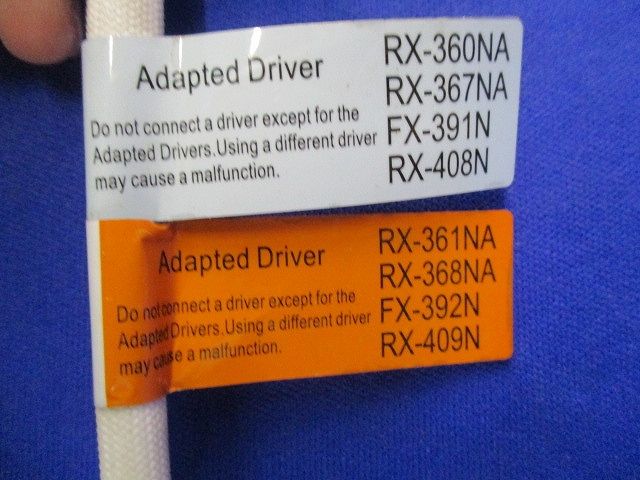 Adapted Driver
Do not connect a driver except for the
Adapted Drivers.Using a different driver
may cause a malfunction.
RX-360NA
RX-367NA
FX-391N
RX-408N
Adapted Driver
Do not connect a driver except for the
Adapted Drivers.Using a different driver
may cause a malfunction.
RX-361NA
RX-368NA
FX-392N
RX-409N